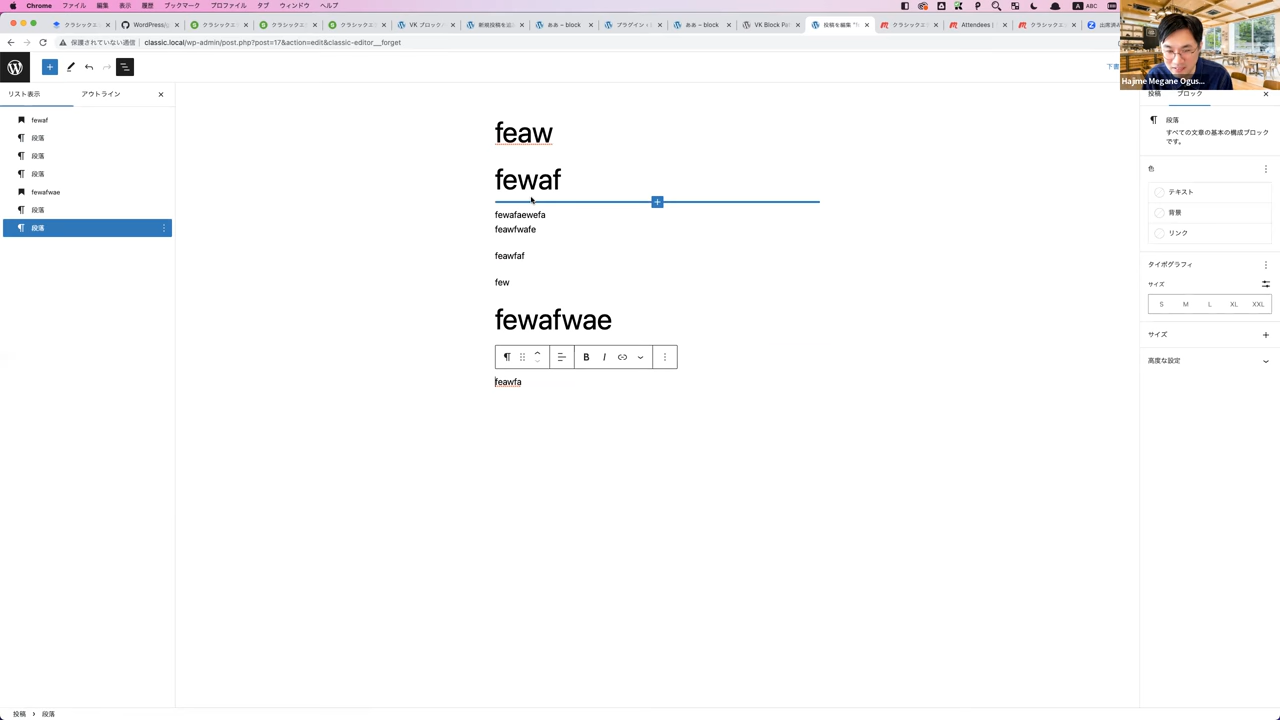 Chrome ファイル 編集 表示 履歴 ブックマーク プロファイル タブ ウィンドウ ヘルプ A ABC
クラシックエ WordPress/ クラシックエ クラシックエ クラシックエ ブロック 新規投稿を追 ああ – block プラグイン ‹ ああ – block VK Block Pa 投稿を編集 "f クラシックエ Attendees | クラシックエ 出席済み
保護されていない通信 classic.local/wp-admin/post.php?post=17&action=edit&classic-editor__forget
下書
Hajime Megane Ogus...
リスト表示 アウトライン
投稿 ブロック
fewaf
段落
段落
段落
fewafwae
段落
段落
feaw
fewaf
fewafaewefa
feawfwafe
feawfaf
few
fewafwae
B I
feawfa
段落
すべての文章の基本の構成ブロック
です。
色
テキスト
背景
リンク
タイポグラフィ
サイズ
S M L XL XXL
サイズ
高度な設定
投稿 › 段落